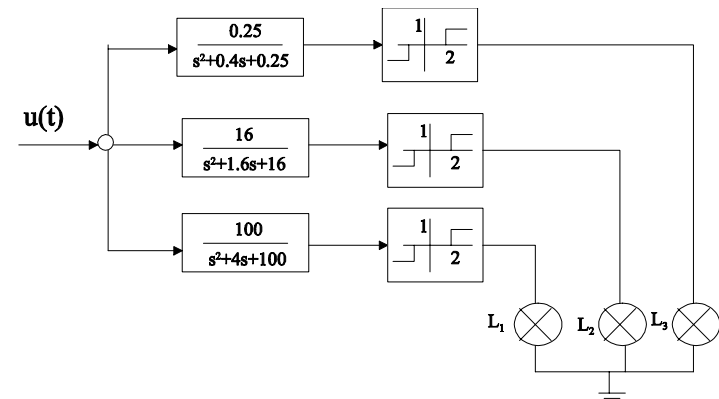 0.25
s²+0.4s+0.25
1
2
u(t)
16
s²+1.6s+16
1
2
100
s²+4s+100
1
2
L₁
L₂
L₃